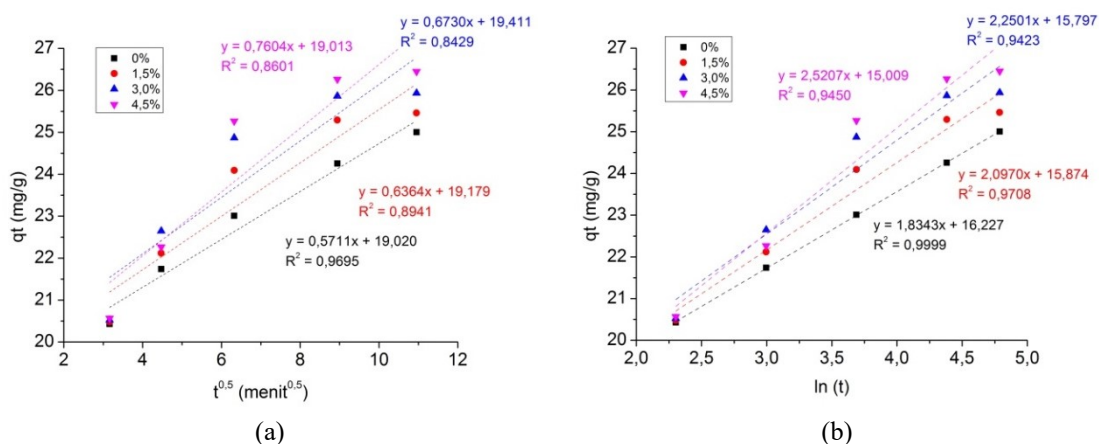 y = 0,6730x + 19,411
R² = 0,8429
y = 0,7604x + 19,013
R² = 0,8601
0%
1,5%
3,0%
4,5%
y = 0,6364x + 19,179
R² = 0,8941
y = 0,5711x + 19,020
R² = 0,9695
27
26
25
24
23
22
21
20
qt (mg/g)
2 4 6 8 10 12
t^0,5 (menit^0,5)
(a)
y = 2,2501x + 15,797
R² = 0,9423
0%
1,5%
3,0%
4,5%
y = 2,5207x + 15,009
R² = 0,9450
y = 2,0970x + 15,874
R² = 0,9708
y = 1,8343x + 16,227
R² = 0,9999
27
26
25
24
23
22
21
20
qt (mg/g)
2,0 2,5 3,0 3,5 4,0 4,5 5,0
ln (t)
(b)